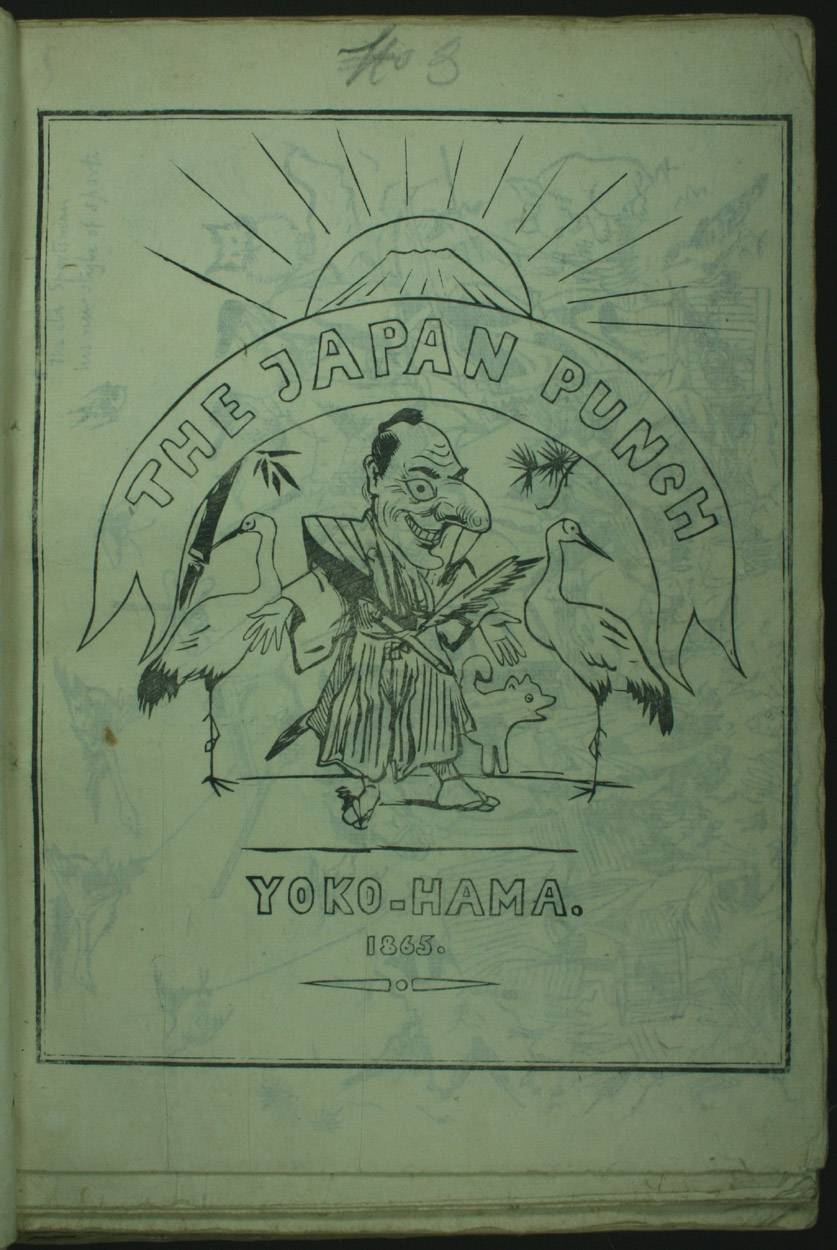 No 3
THE JAPAN PUNCH
YOKO-HAMA.
1865.